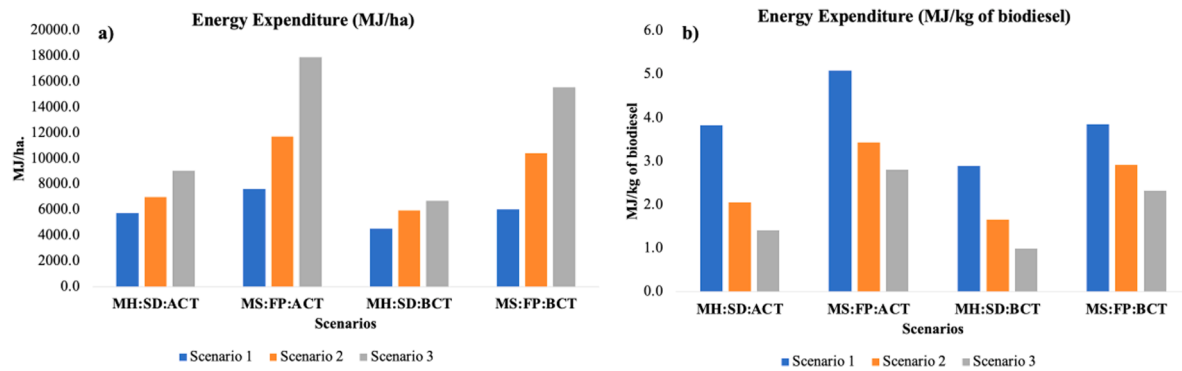 Energy Expenditure (MJ/ha)
a)
20000.0
18000.0
16000.0
14000.0
12000.0
10000.0
8000.0
6000.0
4000.0
2000.0
0.0
MJ/ha.
MH:SD:ACT MS:FP:ACT MH:SD:BCT MS:FP:BCT
Scenarios
Scenario 1 Scenario 2 Scenario 3
Energy Expenditure (MJ/kg of biodiesel)
b)
6.0
5.0
4.0
3.0
2.0
1.0
0.0
MJ/kg of biodiesel
MH:SD:ACT MS:FP:ACT MH:SD:BCT MS:FP:BCT
Scenarios
Scenario 1 Scenario 2 Scenario 3